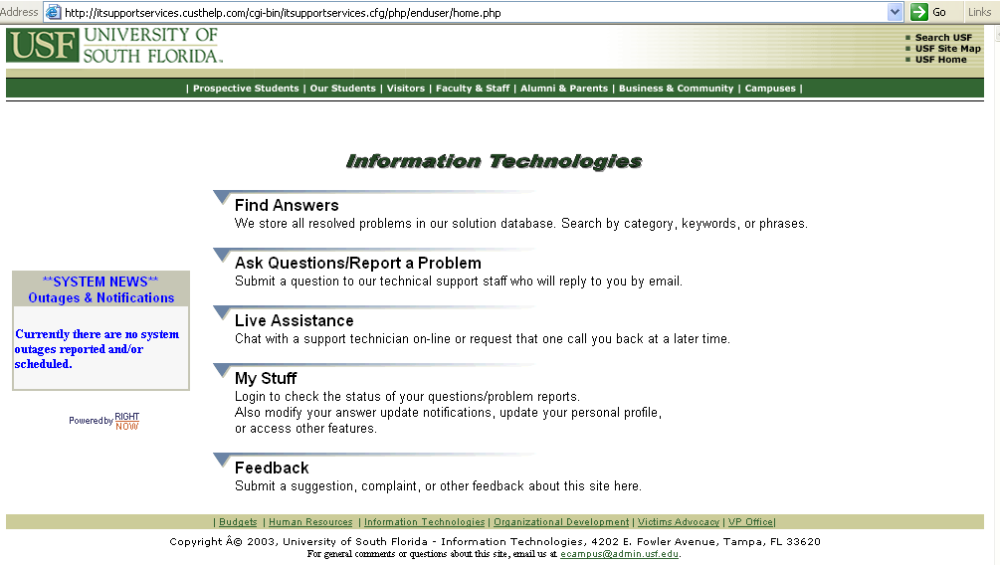 Address http://itsupportservices.custhelp.com/cgi-bin/itsupportservices.cfg/php/enduser/home.php Go Links
USF UNIVERSITY OF
SOUTH FLORIDA™
Search USF
USF Site Map
USF Home
| Prospective Students | Our Students | Visitors | Faculty & Staff | Alumni & Parents | Business & Community | Campuses |
Information Technologies
Find Answers
We store all resolved problems in our solution database. Search by category, keywords, or phrases.
Ask Questions/Report a Problem
Submit a question to our technical support staff who will reply to you by email.
**SYSTEM NEWS**
Outages & Notifications
Currently there are no system
outages reported and/or
scheduled.
Powered by RIGHT
NOW
Live Assistance
Chat with a support technician on-line or request that one call you back at a later time.
My Stuff
Login to check the status of your questions/problem reports.
Also modify your answer update notifications, update your personal profile,
or access other features.
Feedback
Submit a suggestion, complaint, or other feedback about this site here.
| Budgets | Human Resources | Information Technologies | Organizational Development | Victims Advocacy | VP Office|
Copyright Â© 2003, University of South Florida - Information Technologies, 4202 E. Fowler Avenue, Tampa, FL 33620
For general comments or questions about this site, email us at ecampus@admin.usf.edu.